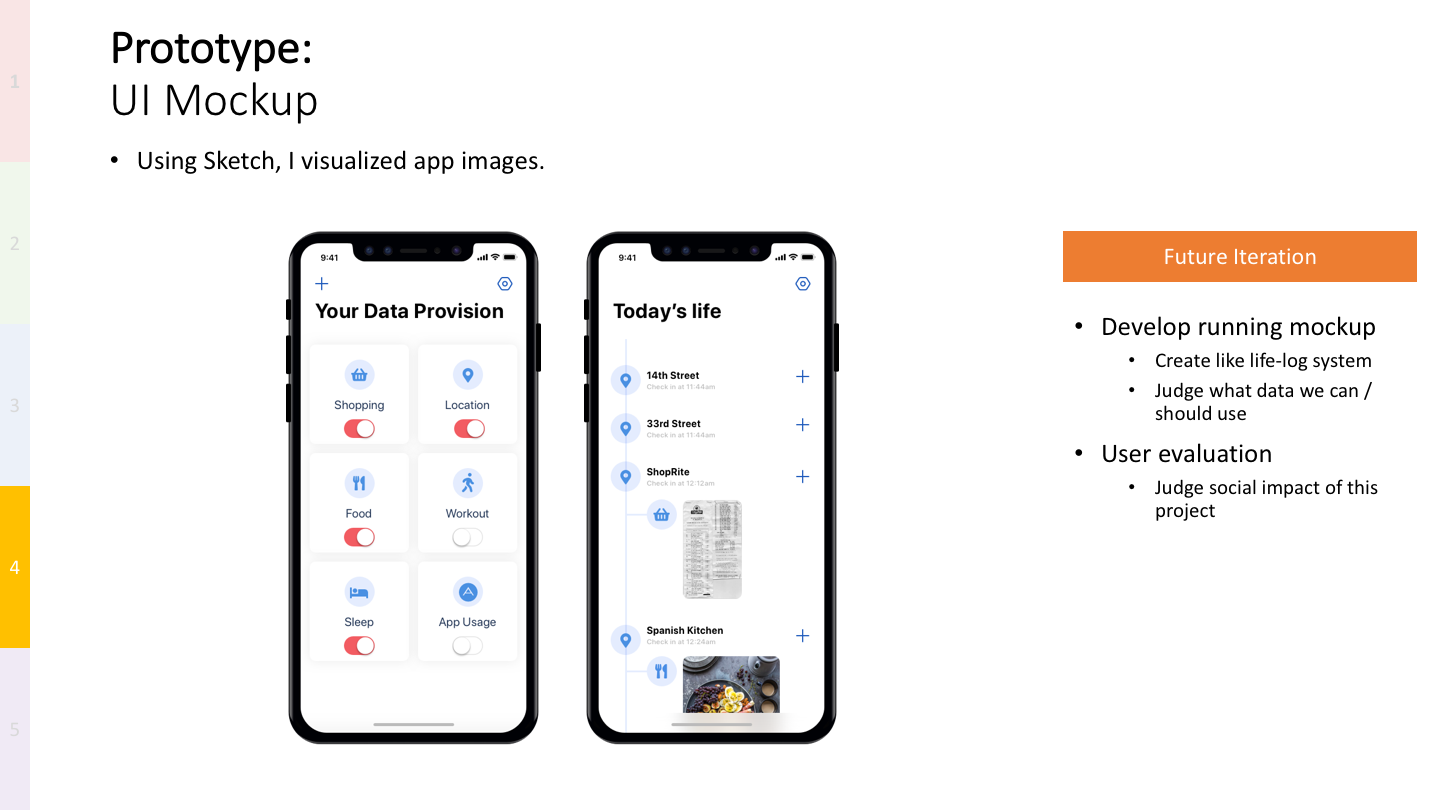 Prototype:
UI Mockup
• Using Sketch, I visualized app images.
1
2
3
4
5
9:41
Your Data Provision
Shopping
Location
Food
Workout
Sleep
App Usage
9:41
Today’s life
14th Street
Check in at 11:44am
33rd Street
Check in at 11:44am
ShopRite
Check in at 12:12am
Spanish Kitchen
Check in at 12:24am
Future Iteration
• Develop running mockup
• Create like life-log system
• Judge what data we can /
should use
• User evaluation
• Judge social impact of this
project